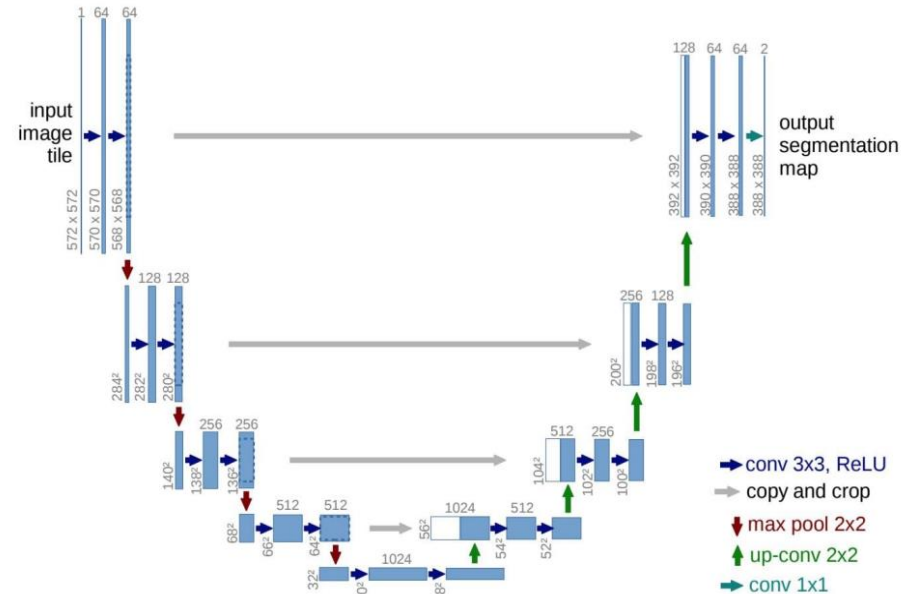 1 64 64
128 64 64 2
input
image
tile
output
segmentation
map
572 x 572
570 x 570
568 x 568
392 x 392
390 x 390
388 x 388
388 x 388
128 128
256 128
284²
282²
280²
200²
198²
196²
256 256
512 256
140²
138²
136²
104²
102²
100²
512 512
1024 512
68²
66²
64²
56²
54²
52²
1024
32²
0²
8²
conv 3x3, ReLU
copy and crop
max pool 2x2
up-conv 2x2
conv 1x1